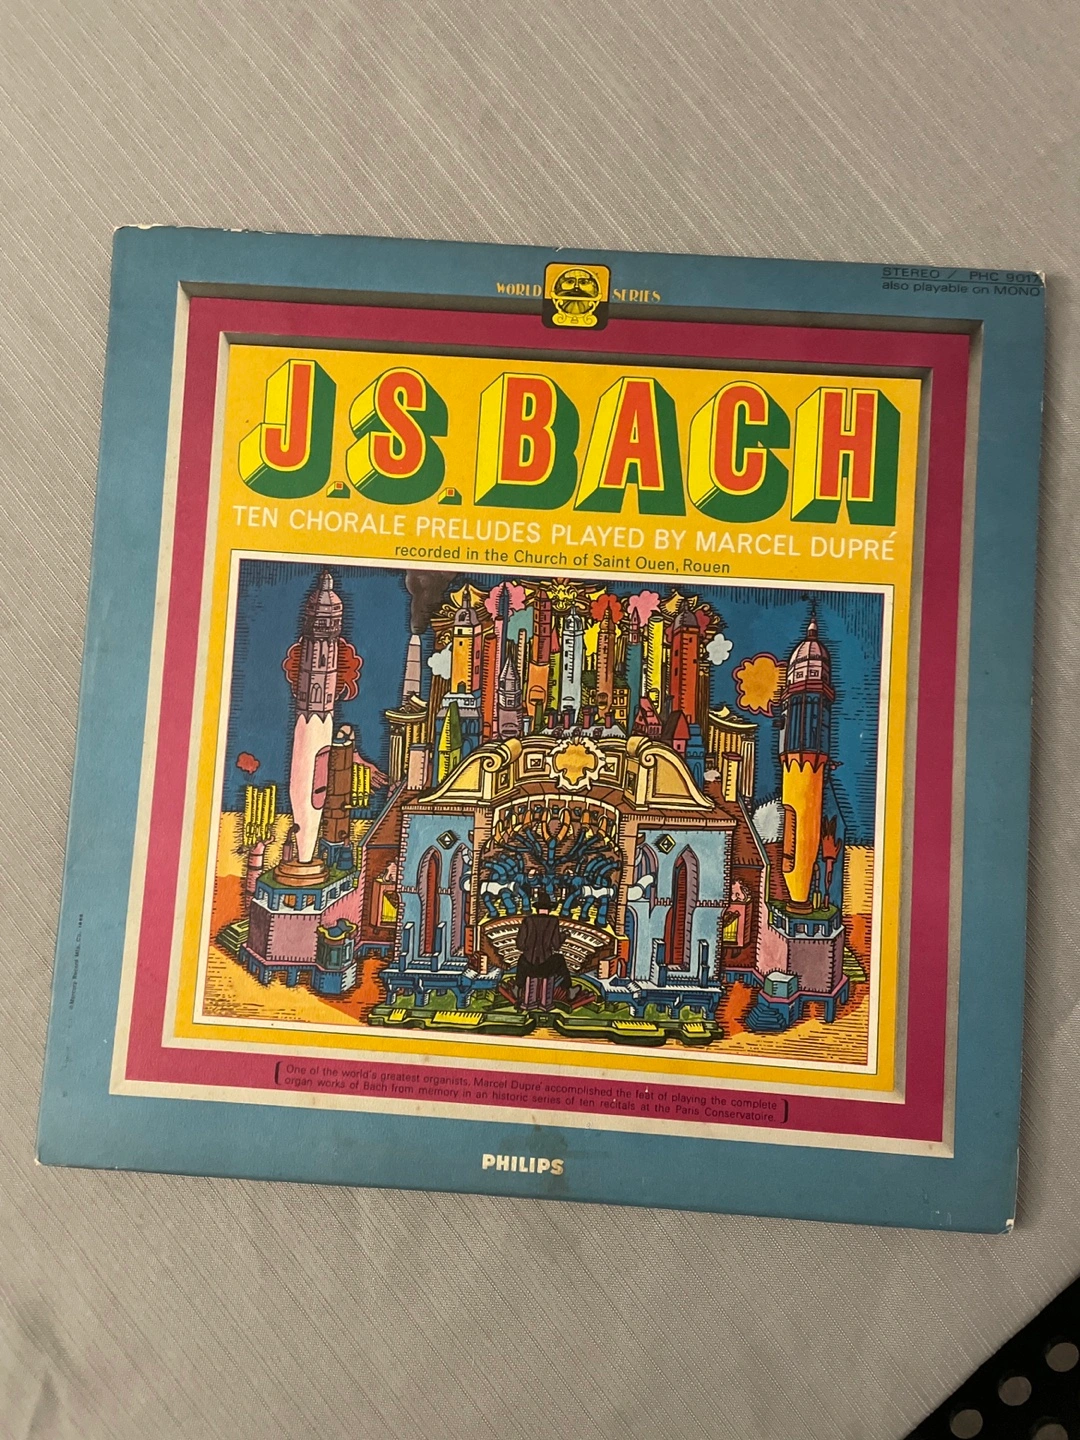 WORLD SERIES
STEREO / PHC 9017
also playable on MONO
J.S. BACH
TEN CHORALE PRELUDES PLAYED BY MARCEL DUPRÉ
recorded in the Church of Saint Ouen, Rouen
One of the world's greatest organists, Marcel Dupré accomplished the feat of playing the complete
organ works of Bach from memory in an historic series of ten recitals at the Paris Conservatoire.
PHILIPS